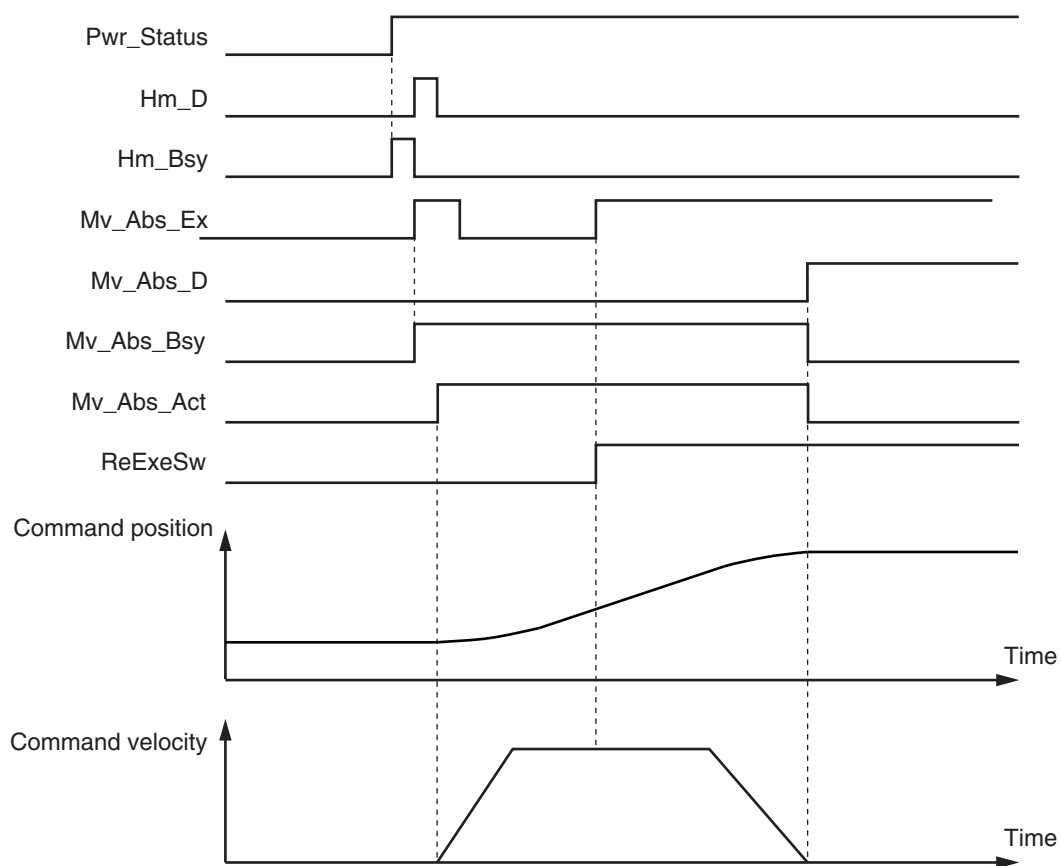 Pwr_Status
Hm_D
Hm_Bsy
Mv_Abs_Ex
Mv_Abs_D
Mv_Abs_Bsy
Mv_Abs_Act
ReExeSw
Command position
Time
Command velocity
Time